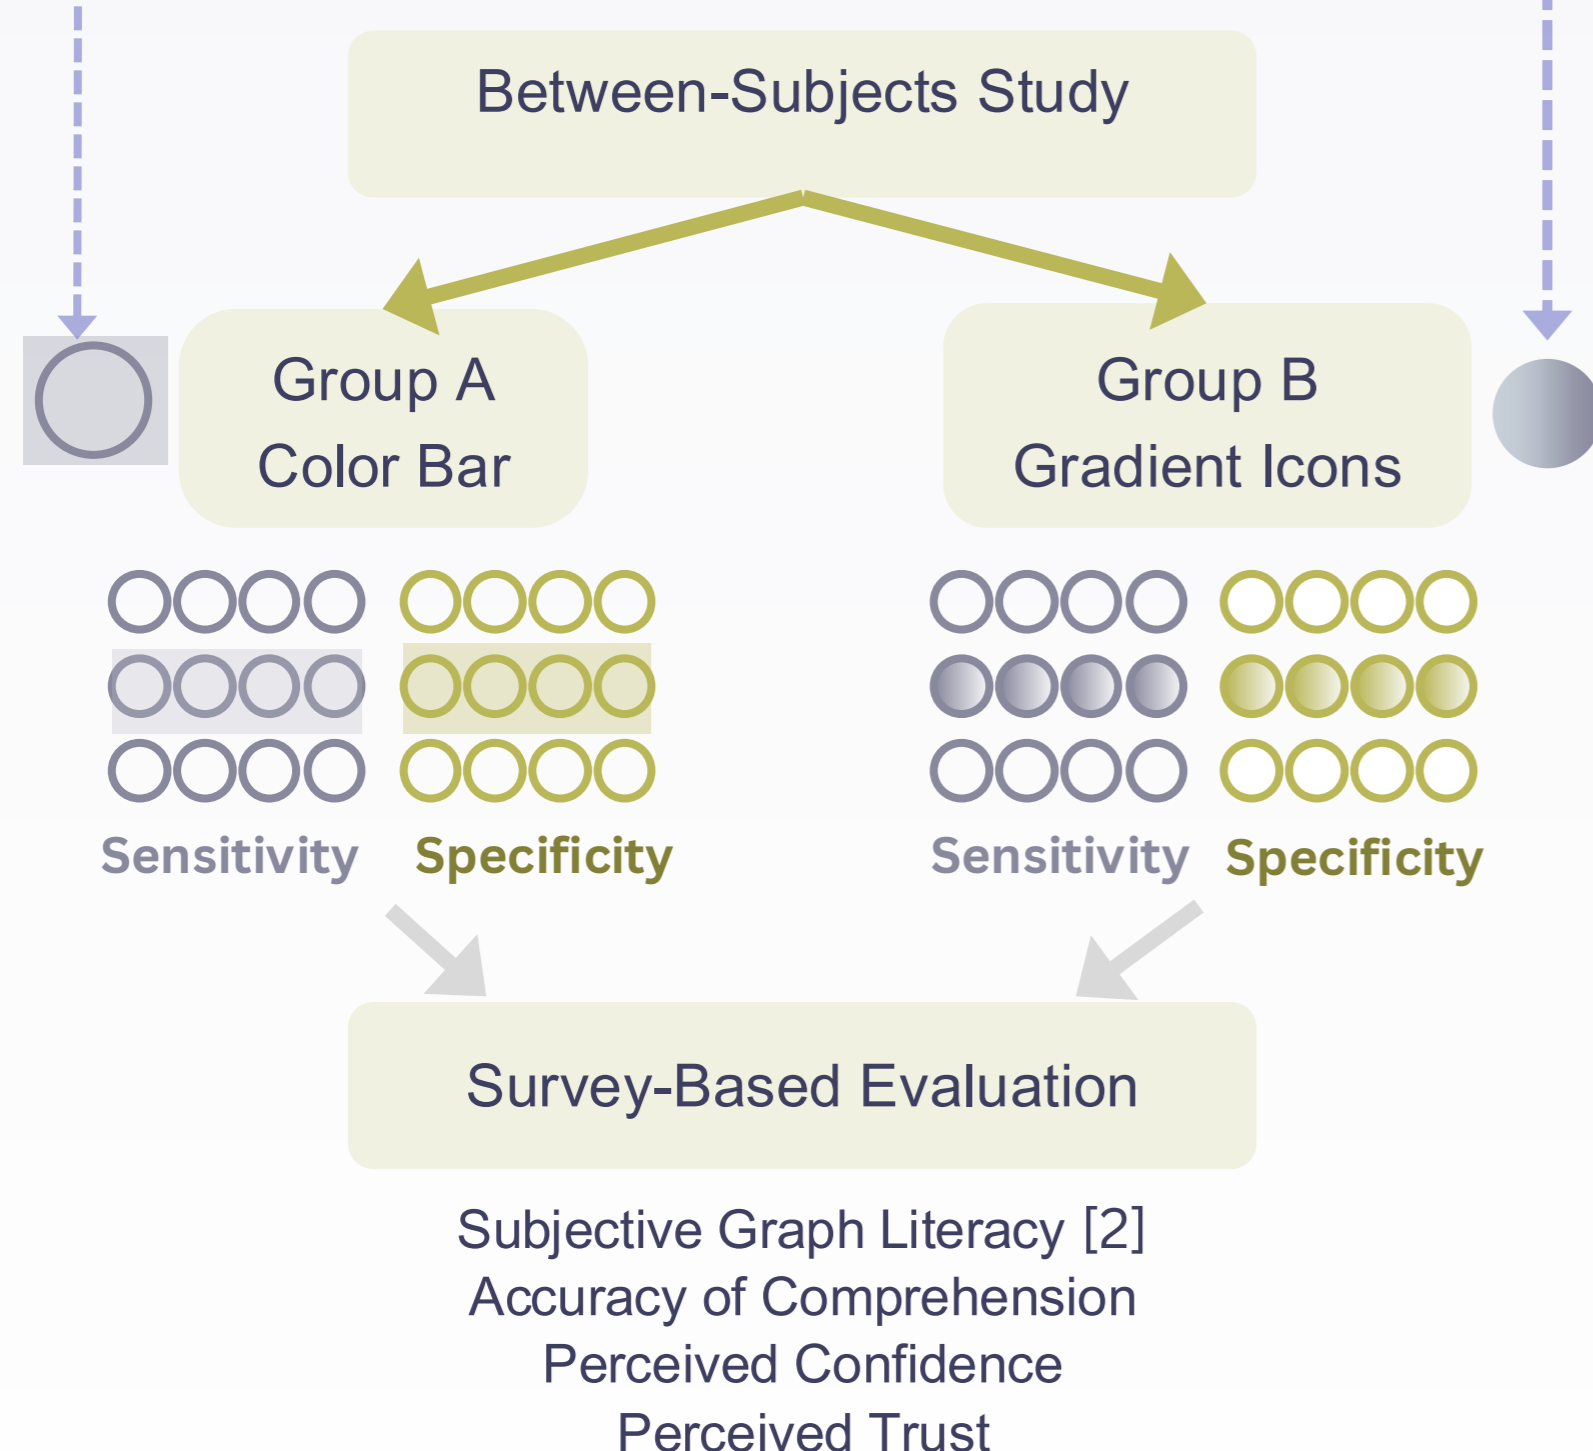 Between-Subjects Study
Group A
Color Bar
Group B
Gradient Icons
Sensitivity
Specificity
Sensitivity
Specificity
Survey-Based Evaluation
Subjective Graph Literacy [2]
Accuracy of Comprehension
Perceived Confidence
Perceived Trust